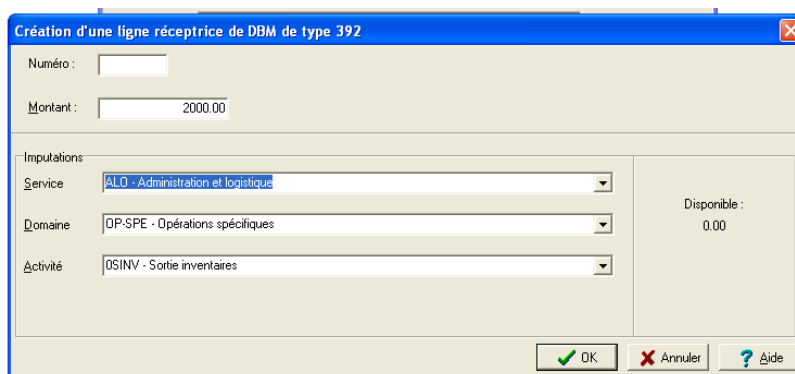 Création d'une ligne réceptrice de DBM de type 392
Numéro :
Montant : 2000.00
Imputations
Service ALO - Administration et logistique
Domaine OP-SPE - Opérations spécifiques
Activité 0SINV - Sortie inventaires
Disponible :
0.00
OK Annuler Aide